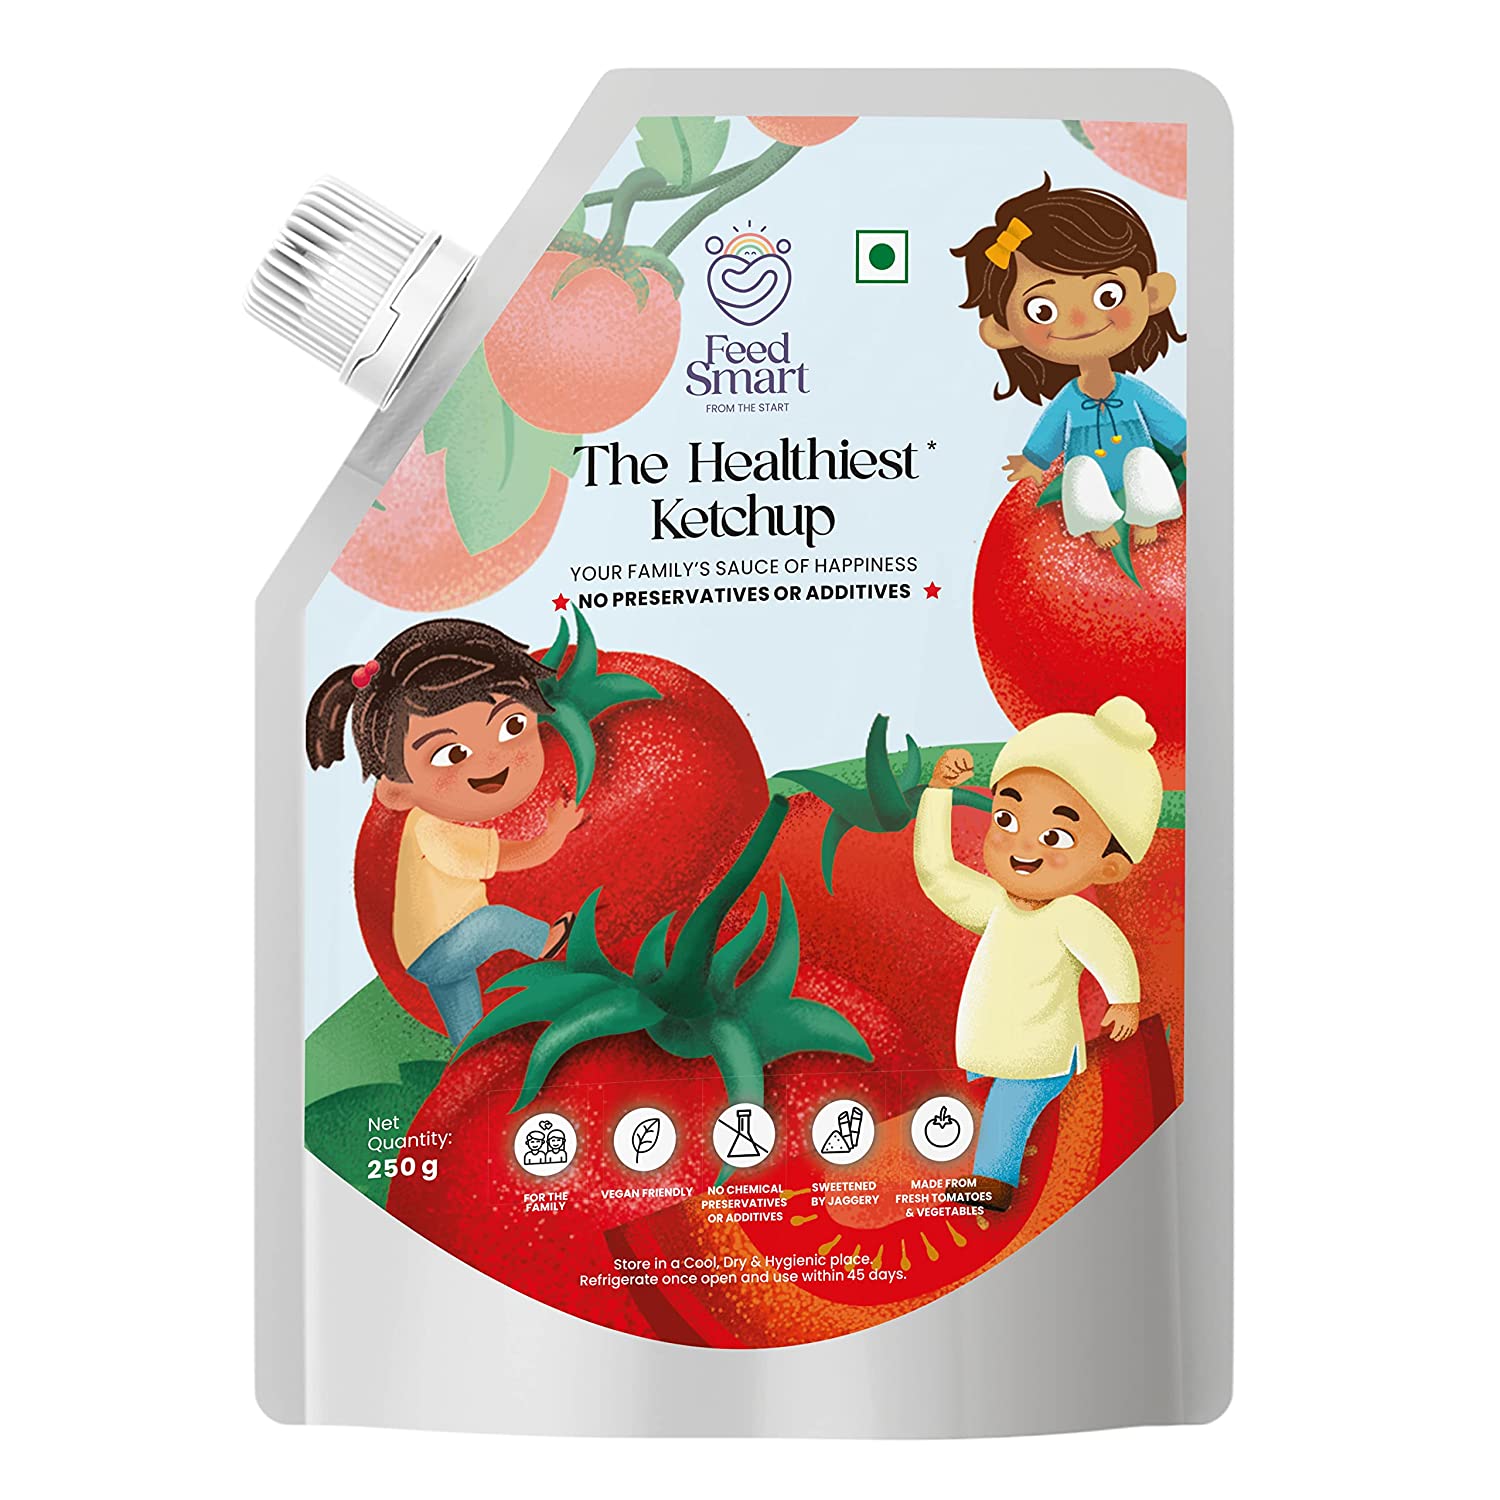 Feed
Smart
FROM THE START
The Healthiest*
Ketchup
YOUR FAMILY'S SAUCE OF HAPPINESS
NO PRESERVATIVES OR ADDITIVES
Net
Quantity:
250 g
FOR THE
FAMILY
VEGAN FRIENDLY
NO CHEMICAL
PRESERVATIVES
OR ADDITIVES
SWEETENED
BY JAGGERY
MADE FROM
FRESH TOMATOES
& VEGETABLES
Store in a Cool, Dry & Hygienic place.
Refrigerate once open and use within 45 days.